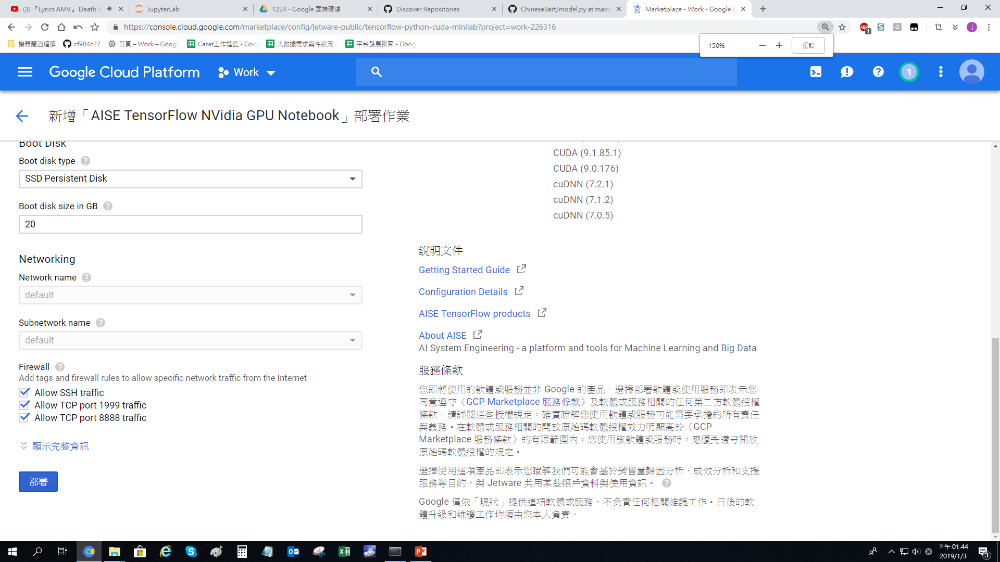 (3)『Lyrics AMV』Death M
JupyterLab
1224 - Google 雲端硬碟
Discover Repositories
ChineseBert/model.py at maste
Marketplace - Work - Google C
https://console.cloud.google.com/marketplace/config/jetware-public/tensorflow-python-cuda-minilab?project=work-226316
ABP
1
S
G
j
機器閱讀理解
cf904c27
首頁 – Work – Googl
Carat工作進度 - Goo
大數據需求案件狀況 -
平台發展揪團 - Goog
150%
重設
Google Cloud Platform
Work
1
新增「AISE TensorFlow NVidia GPU Notebook」部署作業
Boot Disk
Boot disk type
SSD Persistent Disk
Boot disk size in GB
20
Networking
Network name
default
Subnetwork name
default
Firewall
Add tags and firewall rules to allow specific network traffic from the Internet
Allow SSH traffic
Allow TCP port 1999 traffic
Allow TCP port 8888 traffic
顯示完整資訊
部署
CUDA (9.1.85.1)
CUDA (9.0.176)
cuDNN (7.2.1)
cuDNN (7.1.2)
cuDNN (7.0.5)
說明文件
Getting Started Guide
Configuration Details
AISE TensorFlow products
About AISE
AI System Engineering - a platform and tools for Machine Learning and Big Data
服務條款
您即將使用的軟體或服務並非 Google 的產品。選擇部署軟體或使用服務即表示您
同意遵守《GCP Marketplace 服務條款》及軟體或服務相關的任何第三方軟體授權
條款。請詳閱這些授權規定，確實瞭解您使用軟體或服務可能需要承擔的所有責任
與義務。在軟體或服務相關的開放原始碼軟體授權效力明顯高於《GCP
Marketplace 服務條款》的有限範圍內，您使用該軟體或服務時，應優先遵守開放
原始碼軟體授權的規定。
選擇使用這項產品即表示您瞭解我們可能會基於銷售量歸因分析、成效分析和支援
服務等目的，與 Jetware 共用某些帳戶資料與使用資訊。
Google 僅依「現狀」提供這項軟體或服務，不負責任何相關維護工作。日後的軟
體升級和維護工作均須由您本人負責。
下午 01:44
2019/1/3
3